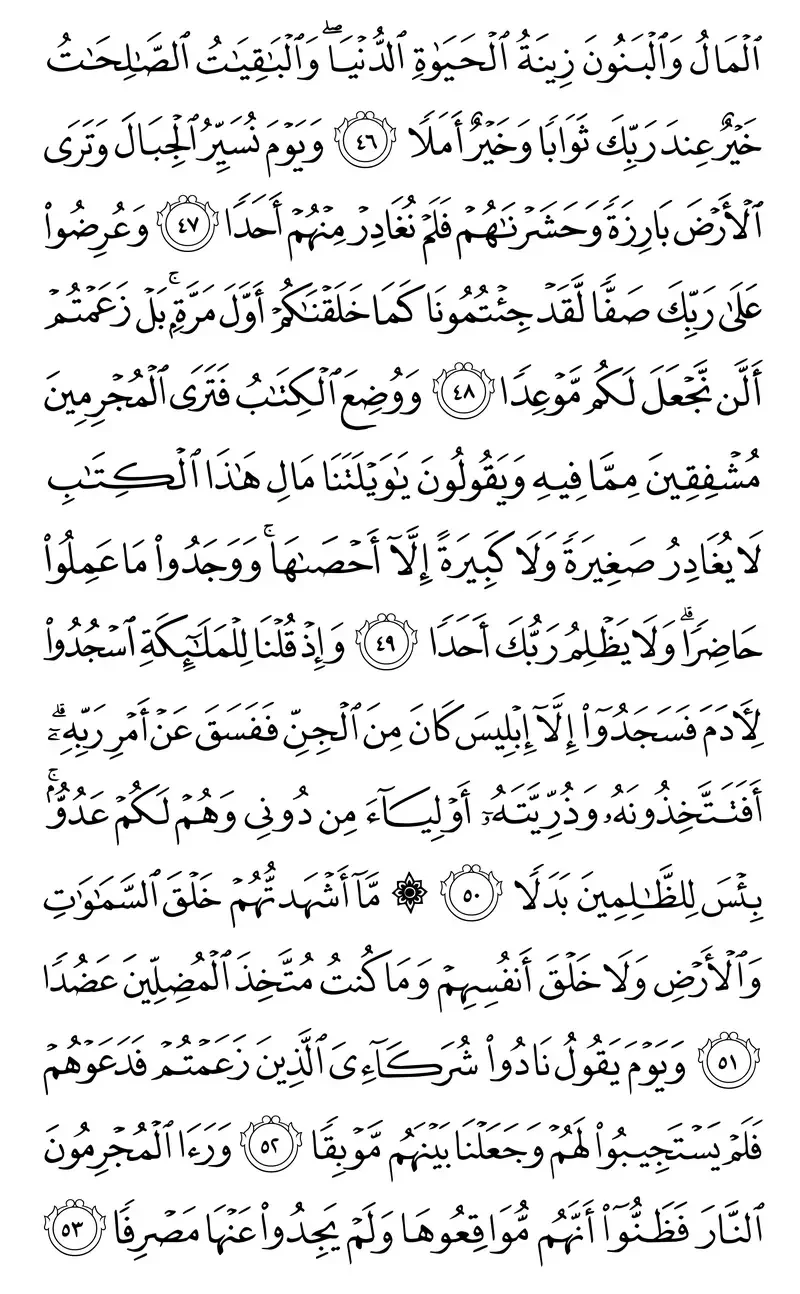 ٱلۡمَالُ وَٱلۡبَنُونَ زِينَةُ ٱلۡحَيَوٰةِ ٱلدُّنۡيَاۖ وَٱلۡبَٰقِيَٰتُ ٱلصَّٰلِحَٰتُ
خَيۡرٌ عِندَ رَبِّكَ ثَوَابٗا وَخَيۡرٌ أَمَلٗا ٤٦ وَيَوۡمَ نُسَيِّرُ ٱلۡجِبَالَ وَتَرَى
ٱلۡأَرۡضَ بَارِزَةٗ وَحَشَرۡنَٰهُمۡ فَلَمۡ نُغَادِرۡ مِنۡهُمۡ أَحَدٗا ٤٧ وَعُرِضُواْ
عَلَىٰ رَبِّكَ صَفّٗا لَّقَدۡ جِئۡتُمُونَا كَمَا خَلَقۡنَٰكُمۡ أَوَّلَ مَرَّةِۭۚ بَلۡ زَعَمۡتُمۡ
أَلَّن نَّجۡعَلَ لَكُم مَّوۡعِدٗا ٤٨ وَوُضِعَ ٱلۡكِتَٰبُ فَتَرَى ٱلۡمُجۡرِمِينَ
مُشۡفِقِينَ مِمَّا فِيهِ وَيَقُولُونَ يَٰوَيۡلَتَنَا مَالِ هَٰذَا ٱلۡكِتَٰبِ
لَا يُغَادِرُ صَغِيرَةٗ وَلَا كَبِيرَةً إِلَّآ أَحۡصَىٰهَاۚ وَوَجَدُواْ مَا عَمِلُواْ
حَاضِرٗاۗ وَلَا يَظۡلِمُ رَبُّكَ أَحَدٗا ٤٩ وَإِذۡ قُلۡنَا لِلۡمَلَٰٓئِكَةِ ٱسۡجُدُواْ
لِأٓدَمَ فَسَجَدُوٓاْ إِلَّآ إِبۡلِيسَ كَانَ مِنَ ٱلۡجِنِّ فَفَسَقَ عَنۡ أَمۡرِ رَبِّهِۦٓۗ
أَفَتَتَّخِذُونَهُۥ وَذُرِّيَّتَهُۥٓ أَوۡلِيَآءَ مِن دُونِي وَهُمۡ لَكُمۡ عَدُوُّۢۚ
بِئۡسَ لِلظَّٰلِمِينَ بَدَلٗا ٥٠ ۞ مَّآ أَشۡهَدتُّهُمۡ خَلۡقَ ٱلسَّمَٰوَٰتِ
وَٱلۡأَرۡضِ وَلَا خَلۡقَ أَنفُسِهِمۡ وَمَا كُنتُ مُتَّخِذَ ٱلۡمُضِلِّينَ عَضُدٗا
٥١ وَيَوۡمَ يَقُولُ نَادُواْ شُرَكَآءِيَ ٱلَّذِينَ زَعَمۡتُمۡ فَدَعَوۡهُمۡ
فَلَمۡ يَسۡتَجِيبُواْ لَهُمۡ وَجَعَلۡنَا بَيۡنَهُم مَّوۡبِقٗا ٥٢ وَرَءَا ٱلۡمُجۡرِمُونَ
ٱلنَّارَ فَظَنُّوٓاْ أَنَّهُم مُّوَاقِعُوهَا وَلَمۡ يَجِدُواْ عَنۡهَا مَصۡرِفٗا ٥٣